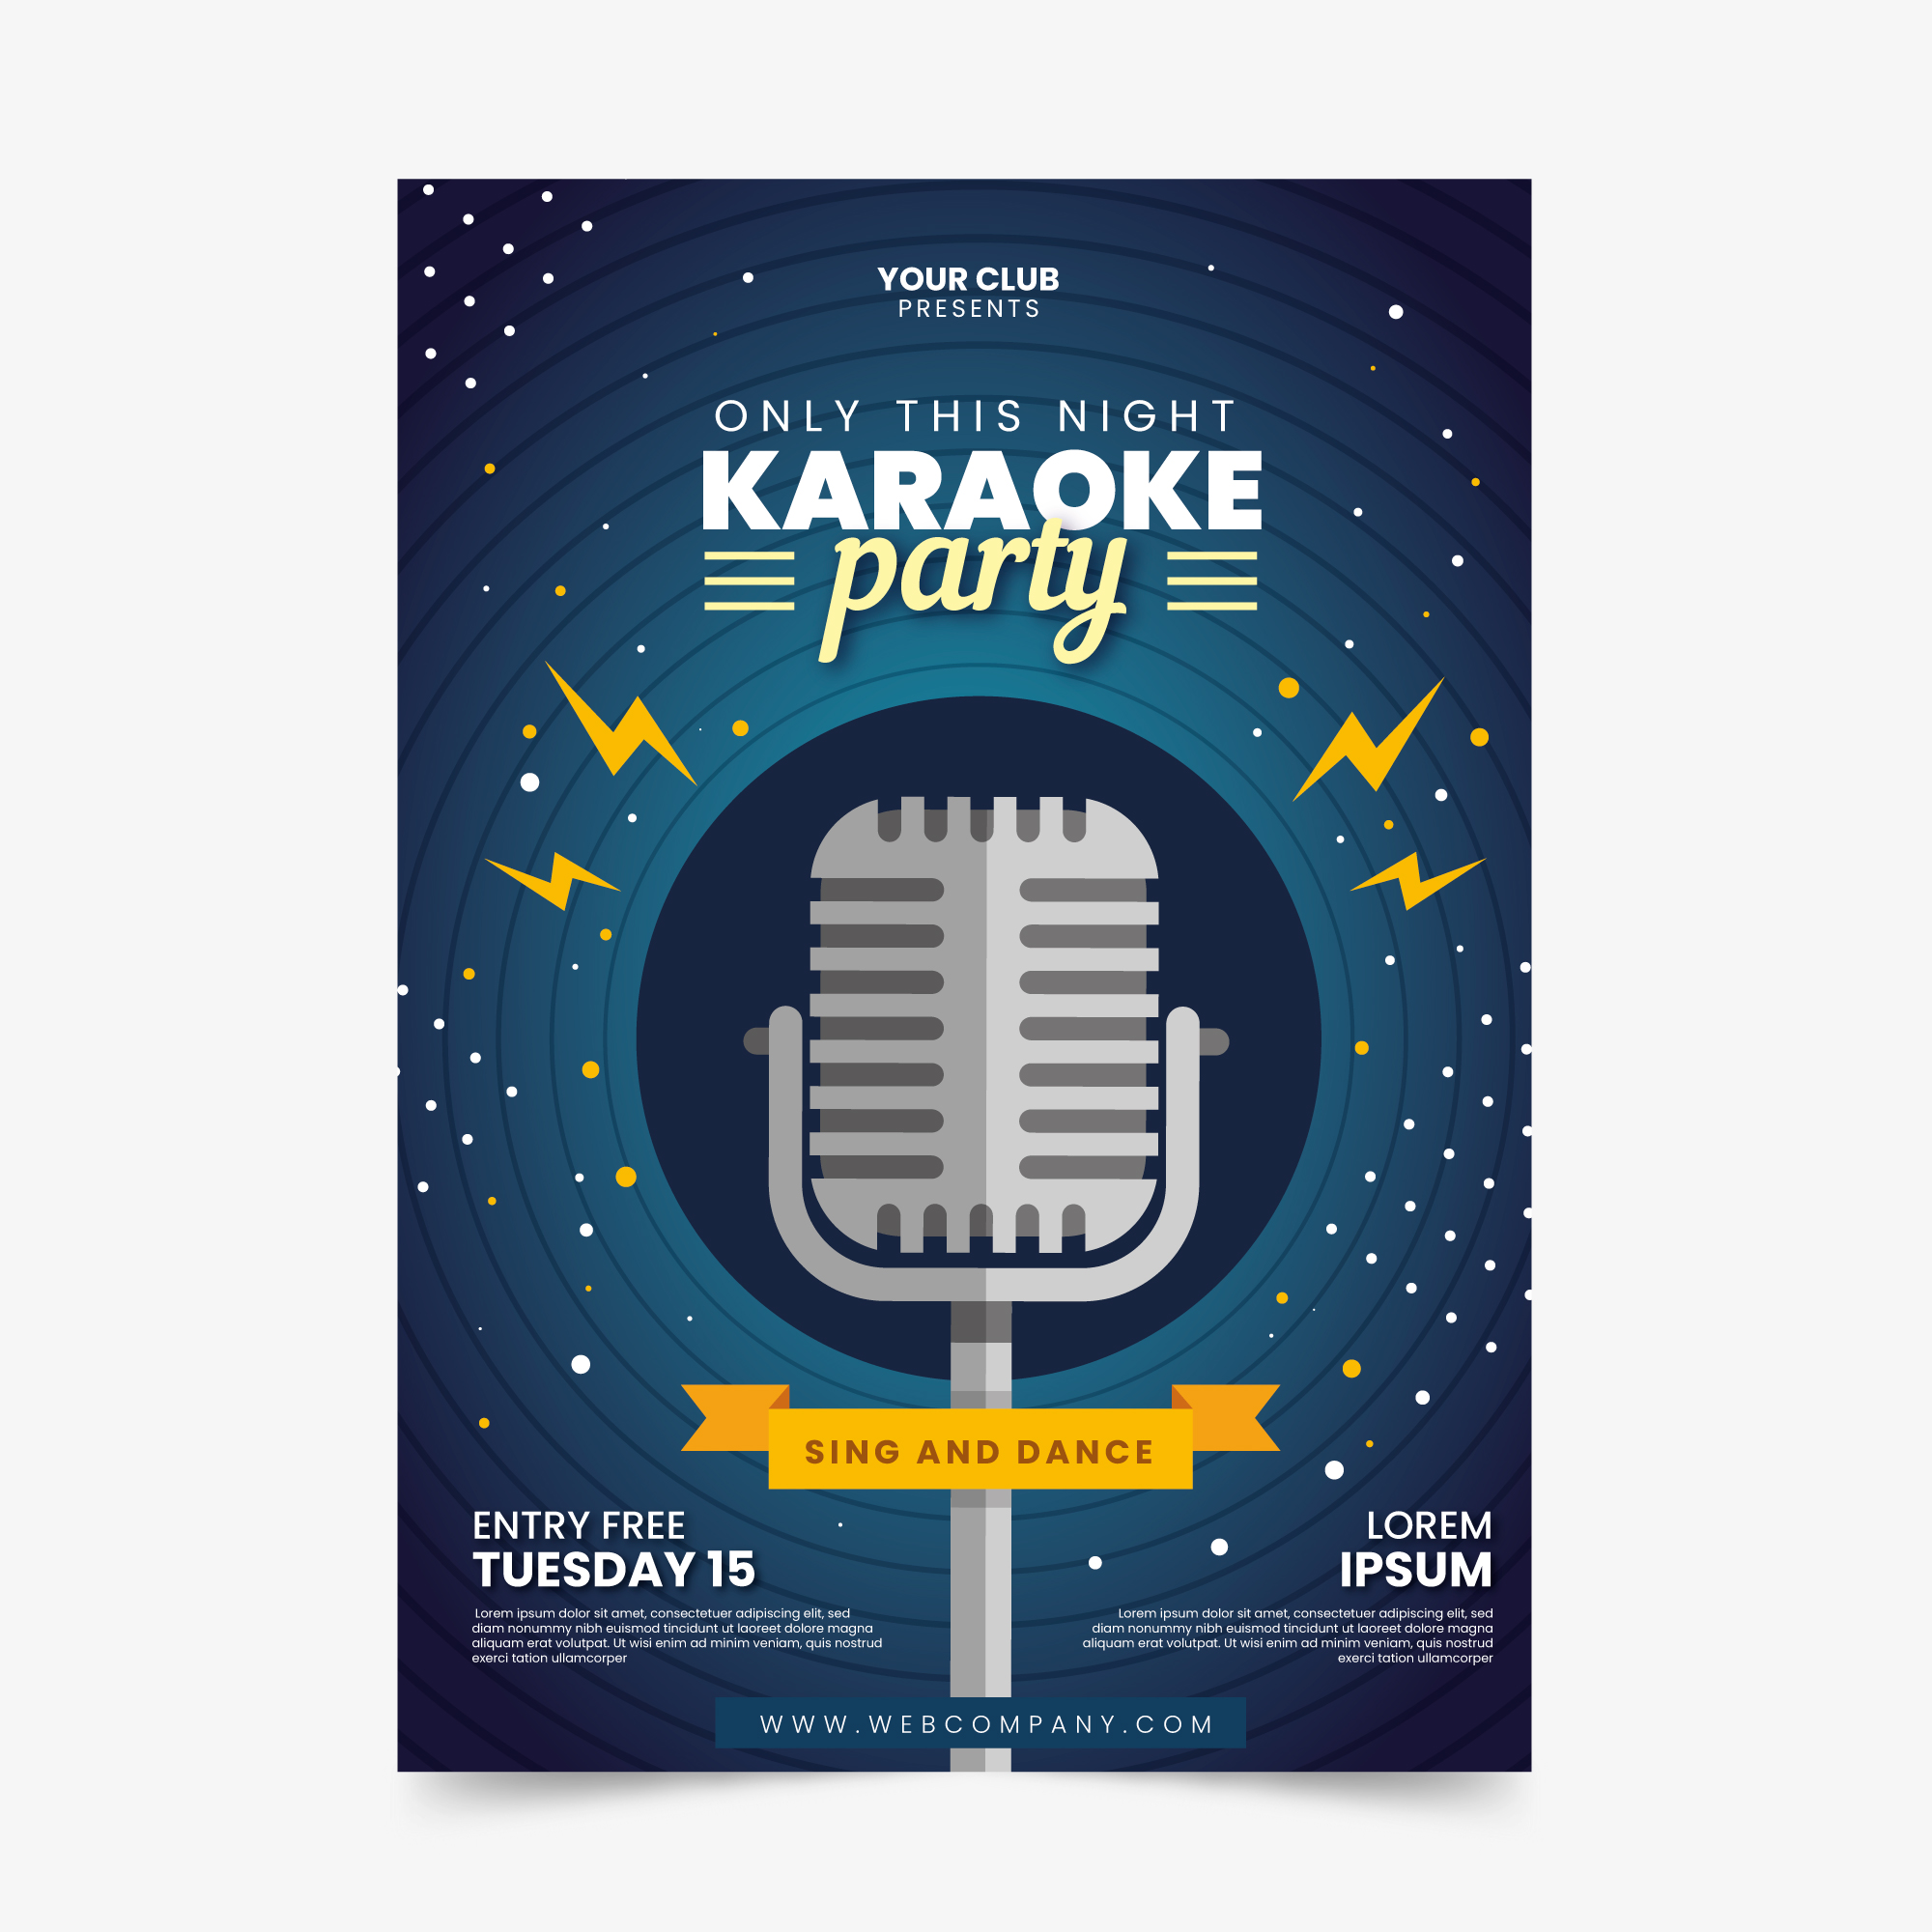 YOUR CLUB
PRESENTS
ONLY THIS NIGHT
KARAOKE
party
SING AND DANCE
ENTRY FREE
TUESDAY 15
Lorem ipsum dolor sit amet, consectetuer adipiscing elit, sed
diam nonummy nibh euismod tincidunt ut laoreet dolore magna
aliquam erat volutpat. Ut wisi enim ad minim veniam, quis nostrud
exerci tation ullamcorper
LOREM
IPSUM
Lorem ipsum dolor sit amet, consectetuer adipiscing elit, sed
diam nonummy nibh euismod tincidunt ut laoreet dolore magna
aliquam erat volutpat. Ut wisi enim ad minim veniam, quis nostrud
exerci tation ullamcorper
WWW.WEBCOMPANY.COM